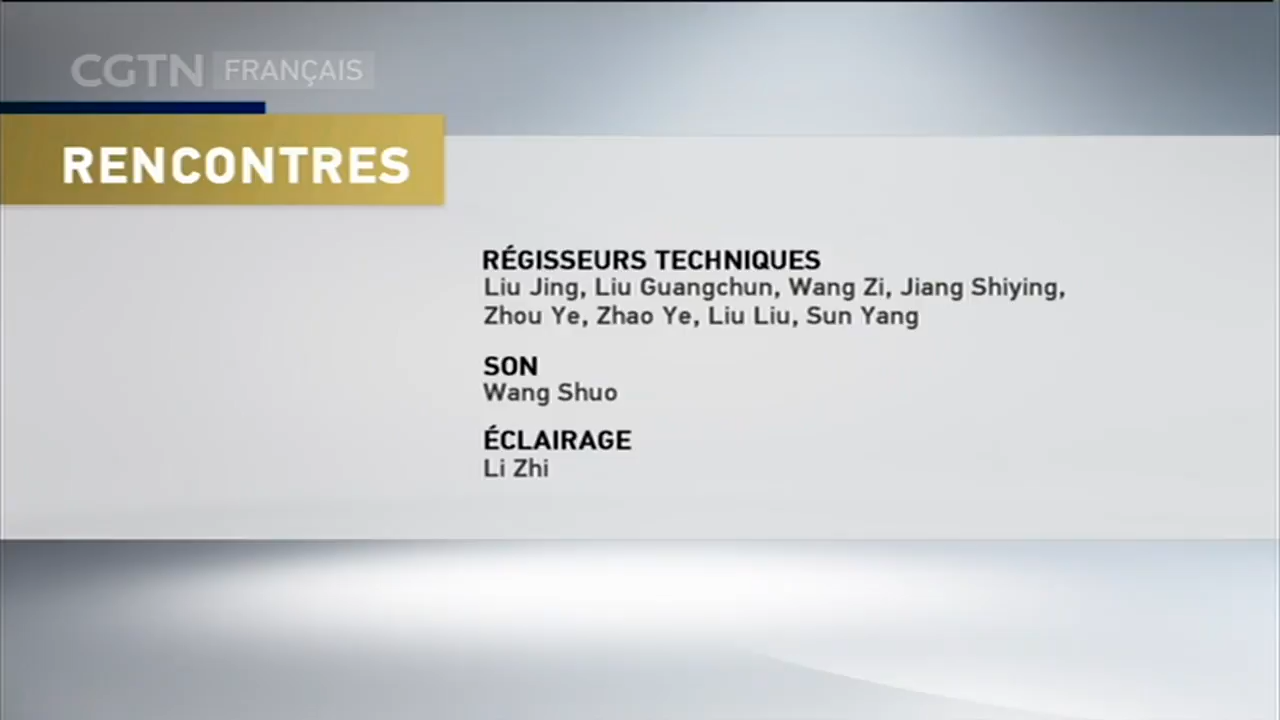 CGTN FRANÇAIS
RENCONTRES
RÉGISSEURS TECHNIQUES
Liu Jing, Liu Guangchun, Wang Zi, Jiang Shiying,
Zhou Ye, Zhao Ye, Liu Liu, Sun Yang
SON
Wang Shuo
ÉCLAIRAGE
Li Zhi